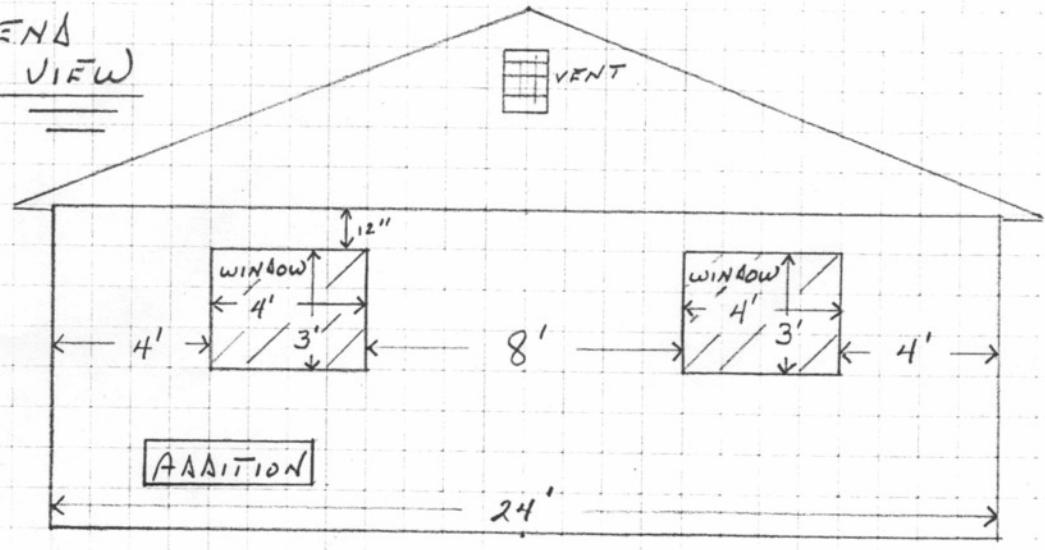 END
VIEW
VENT
12"
WINDOW
4'
3'
WINDOW
4'
3'
4'
8'
4'
ADDITION
24'